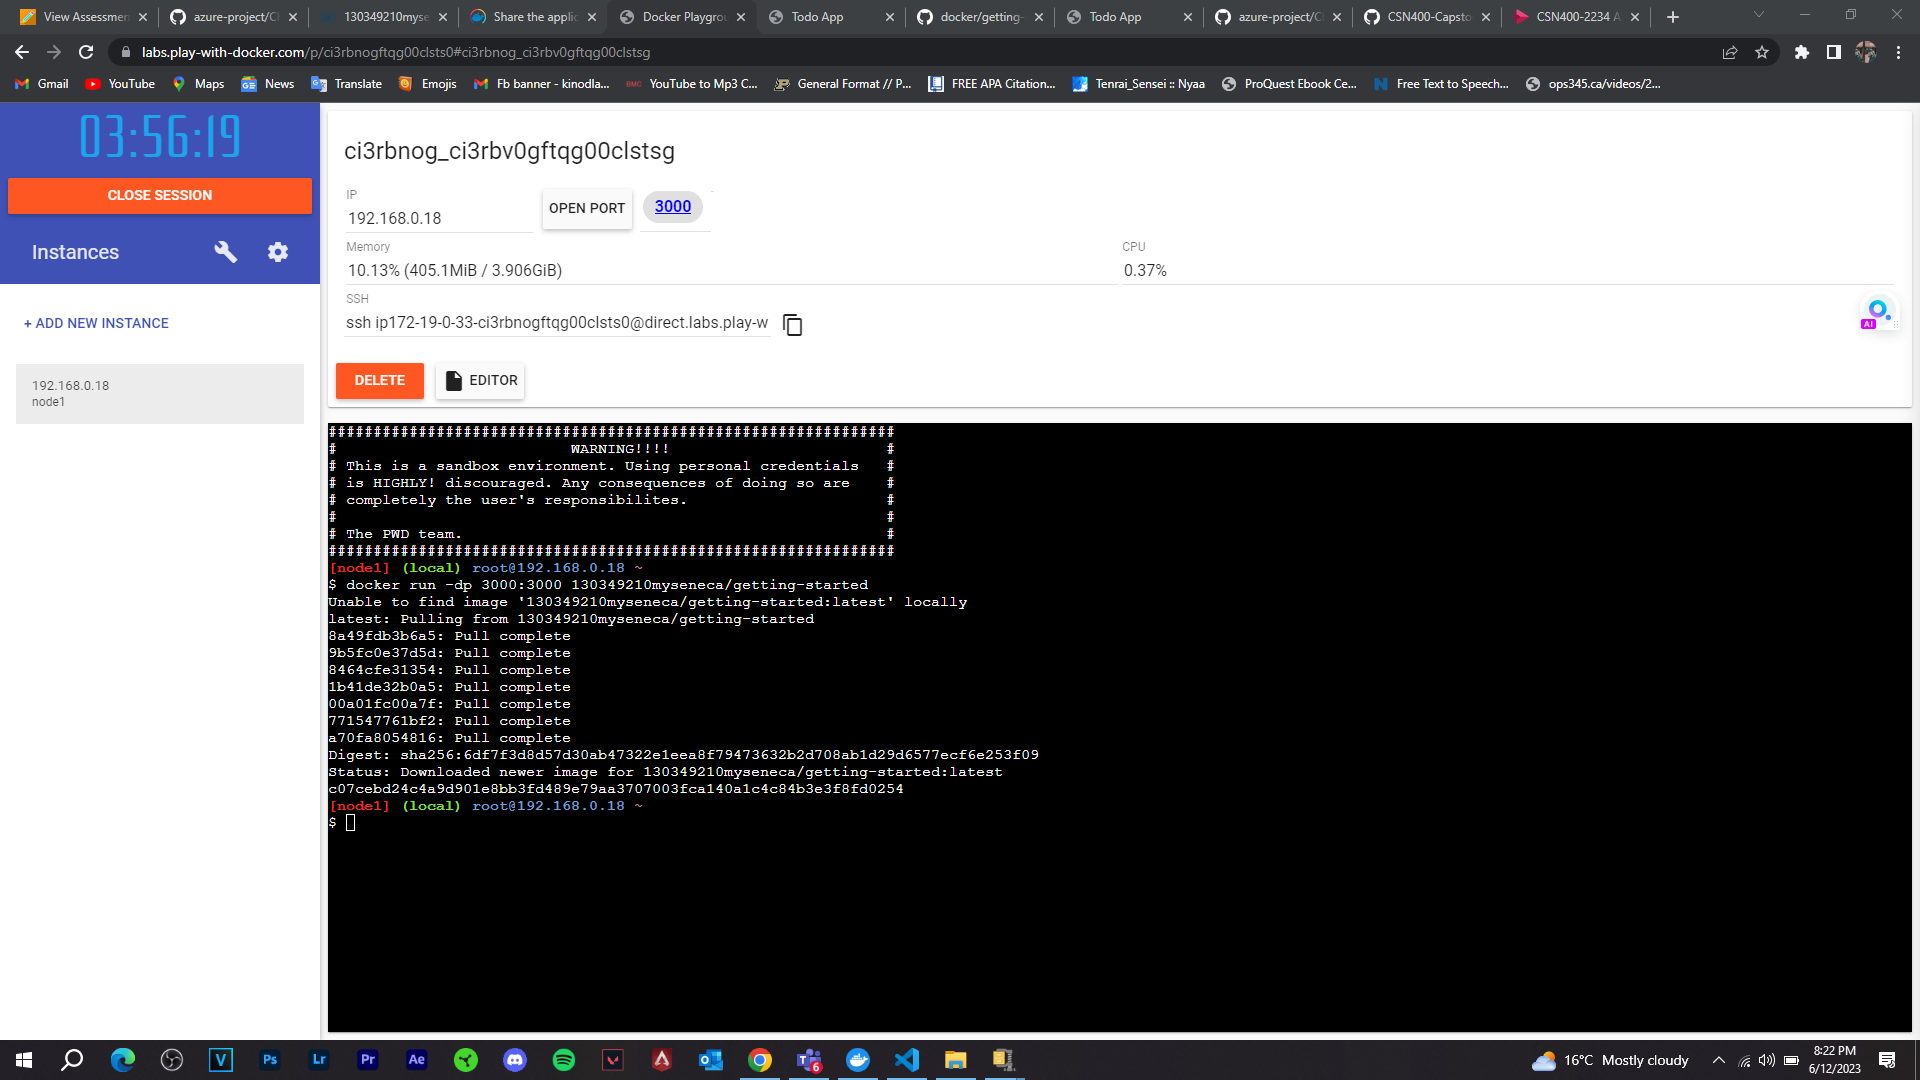 View Assessmen
azure-project/C
130349210myse
Share the applic
Docker Playgrou
Todo App
docker/getting-
Todo App
azure-project/C
CSN400-Capsto
CSN400-2234 A
labs.play-with-docker.com/p/ci3rbnogftqg00clsts0#ci3rbnog_ci3rbv0gftqg00clstsg
Gmail
YouTube
Maps
News
Translate
Emojis
Fb banner - kinodla...
YouTube to Mp3 C...
General Format // P...
FREE APA Citation...
Tenrai_Sensei :: Nyaa
ProQuest Ebook Ce...
Free Text to Speech...
ops345.ca/videos/2...
03:56:19
CLOSE SESSION
Instances
+ ADD NEW INSTANCE
192.168.0.18
node1
ci3rbnog_ci3rbv0gftqg00clstsg
IP
192.168.0.18
OPEN PORT
3000
Memory
10.13% (405.1MiB / 3.906GiB)
CPU
0.37%
SSH
ssh ip172-19-0-33-ci3rbnogftqg00clsts0@direct.labs.play-w
AI
DELETE
EDITOR
###############################################################
# WARNING!!!! #
# This is a sandbox environment. Using personal credentials #
# is HIGHLY! discouraged. Any consequences of doing so are #
# completely the user's responsibilites. #
# #
# The PWD team. #
###############################################################
[node1] (local) root@192.168.0.18 ~
$ docker run -dp 3000:3000 130349210myseneca/getting-started
Unable to find image '130349210myseneca/getting-started:latest' locally
latest: Pulling from 130349210myseneca/getting-started
8a49fdb3b6a5: Pull complete
9b5fc0e37d5d: Pull complete
8464cfe31354: Pull complete
1b41de32b0a5: Pull complete
00a01fc00a7f: Pull complete
771547761bf2: Pull complete
a70fa8054816: Pull complete
Digest: sha256:6df7f3d8d57d30ab47322e1eea8f79473632b2d708ab1d29d6577ecf6e253f09
Status: Downloaded newer image for 130349210myseneca/getting-started:latest
c07cebd24c4a9d901e8bb3fd489e79aa3707003fca140a1c4c84b3e3f8fd0254
[node1] (local) root@192.168.0.18 ~
$
V
Ps
Lr
Pr
Ae
6
16°C Mostly cloudy
8:22 PM
6/12/2023